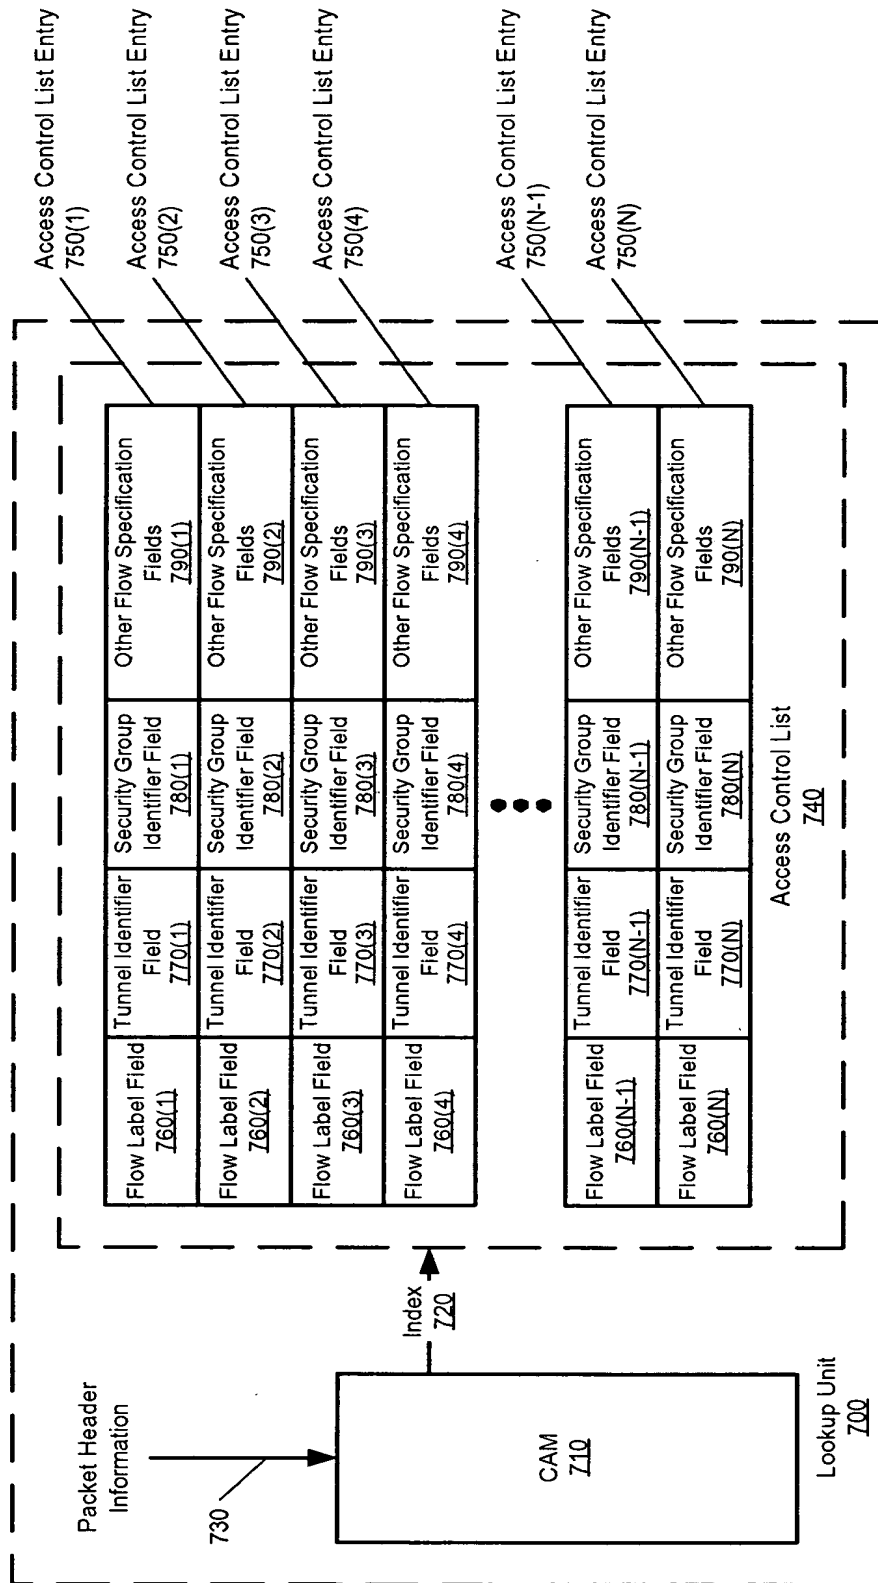 Packet Header
Information
730
CAM
710
Lookup Unit
700
Index
720
Flow Label Field
760(1)
Tunnel Identifier
Field
770(1)
Security Group
Identifier Field
780(1)
Other Flow Specification
Fields
790(1)
Access Control List Entry
750(1)
Flow Label Field
760(2)
Tunnel Identifier
Field
770(2)
Security Group
Identifier Field
780(2)
Other Flow Specification
Fields
790(2)
Access Control List Entry
750(2)
Flow Label Field
760(3)
Tunnel Identifier
Field
770(3)
Security Group
Identifier Field
780(3)
Other Flow Specification
Fields
790(3)
Access Control List Entry
750(3)
Flow Label Field
760(4)
Tunnel Identifier
Field
770(4)
Security Group
Identifier Field
780(4)
Other Flow Specification
Fields
790(4)
Access Control List Entry
750(4)
Flow Label Field
760(N-1)
Tunnel Identifier
Field
770(N-1)
Security Group
Identifier Field
780(N-1)
Other Flow Specification
Fields
790(N-1)
Access Control List Entry
750(N-1)
Flow Label Field
760(N)
Tunnel Identifier
Field
770(N)
Security Group
Identifier Field
780(N)
Other Flow Specification
Fields
790(N)
Access Control List Entry
750(N)
Access Control List
740